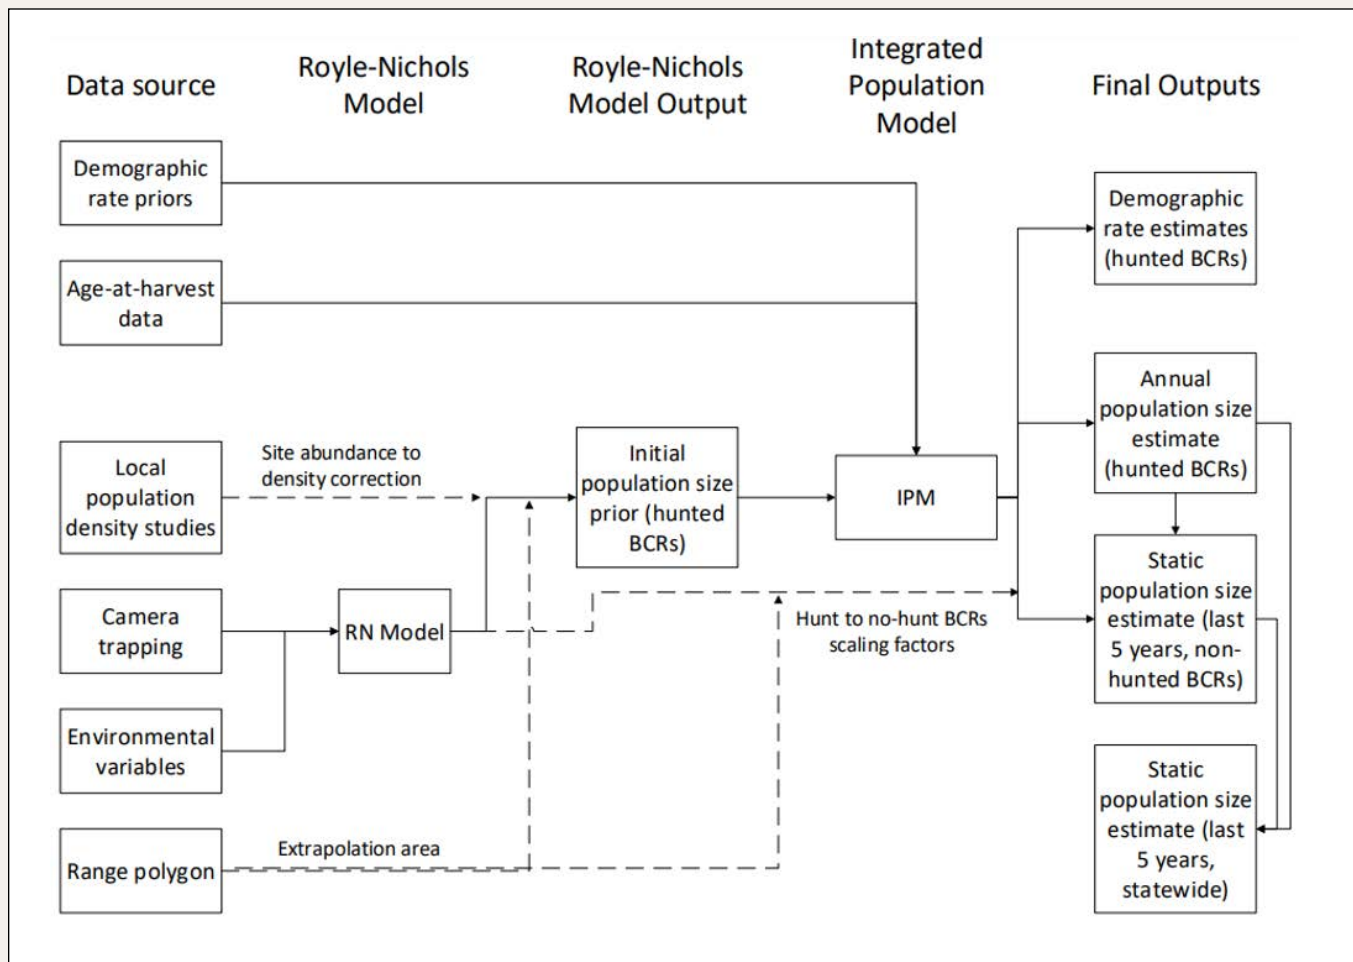 Data source
Royle-Nichols
Model
Royle-Nichols
Model Output
Integrated
Population
Model
Final Outputs
Demographic
rate priors
Age-at-harvest
data
Local
population
density studies
Camera
trapping
Environmental
variables
Range polygon
Site abundance to
density correction
RN Model
Extrapolation area
Initial
population size
prior (hunted
BCRs)
IPM
Hunt to no-hunt BCRs
scaling factors
Demographic
rate estimates
(hunted BCRs)
Annual
population size
estimate
(hunted BCRs)
Static
population size
estimate (last
5 years, non-
hunted BCRs)
Static
population size
estimate (last
5 years,
statewide)